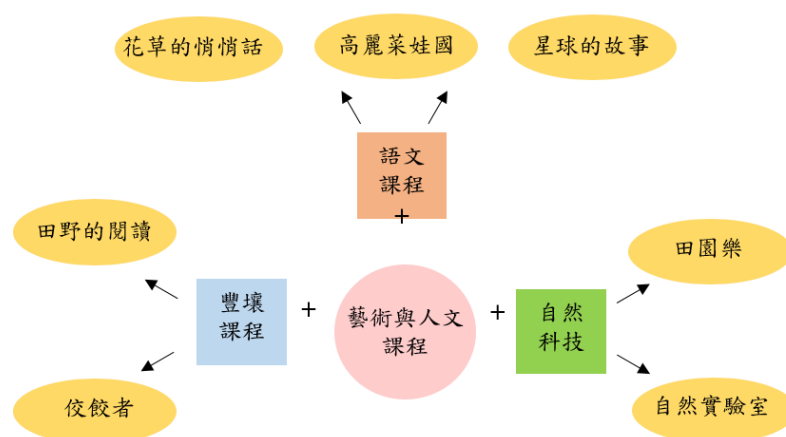 花草的悄悄話
高麗菜娃國
星球的故事
語文
課程
+
田野的閱讀
田園樂
豐壤
課程
+
藝術與人文
課程
+
自然
科技
佼餃者
自然實驗室